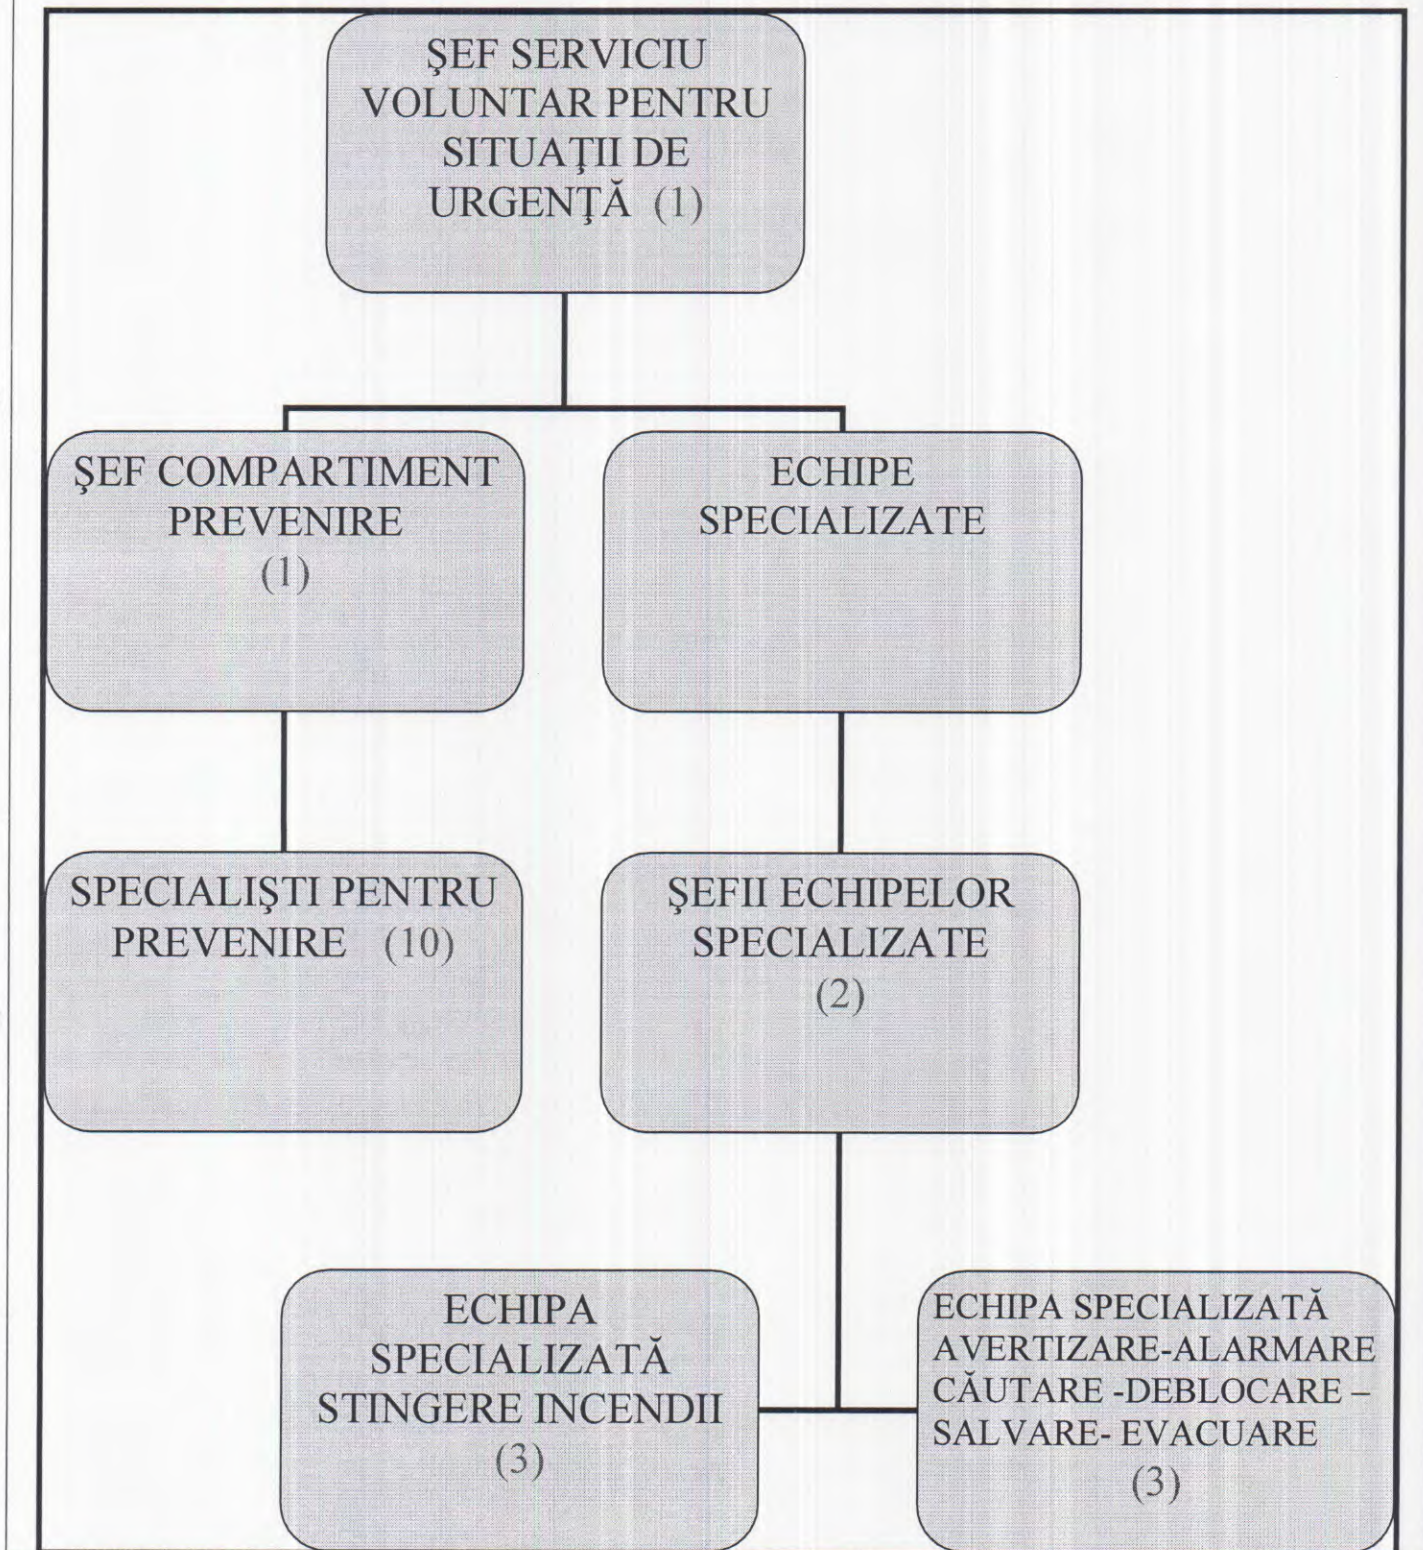 ŞEF SERVICIU
VOLUNTAR PENTRU
SITUAŢII DE
URGENŢĂ (1)
ŞEF COMPARTIMENT
PREVENIRE
(1)
ECHIPE
SPECIALIZATE
SPECIALIŞTI PENTRU
PREVENIRE (10)
ŞEFII ECHIPELOR
SPECIALIZATE
(2)
ECHIPA
SPECIALIZATĂ
STINGERE INCENDII
(3)
ECHIPA SPECIALIZATĂ
AVERTIZARE-ALARMARE
CĂUTARE -DEBLOCARE –
SALVARE- EVACUARE
(3)